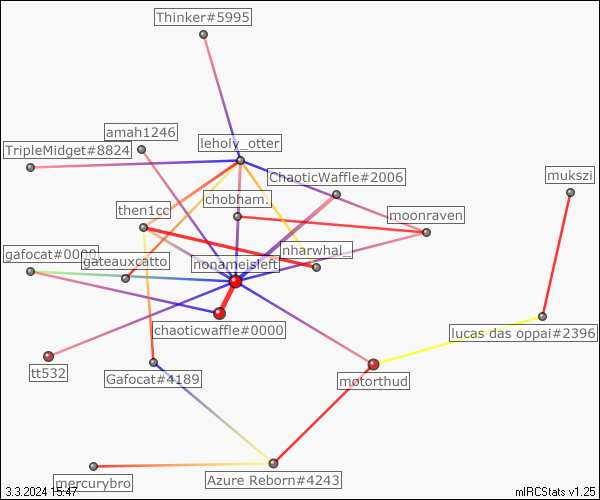 Thinker#5995
amah1246
leholy_otter
TripleMidget#8824
ChaoticWaffle#2006
mukszi
chobham.
then1cc
moonraven
gafocat#0000
nharwhal_
gateauxcatto
nonameisleft
chaoticwaffle#0000
lucas das oppai#2396
tt532
Gafocat#4189
motorthud
mercurybro
Azure Reborn#4243
3.3.2024 15:47
mIRCStats v1.25